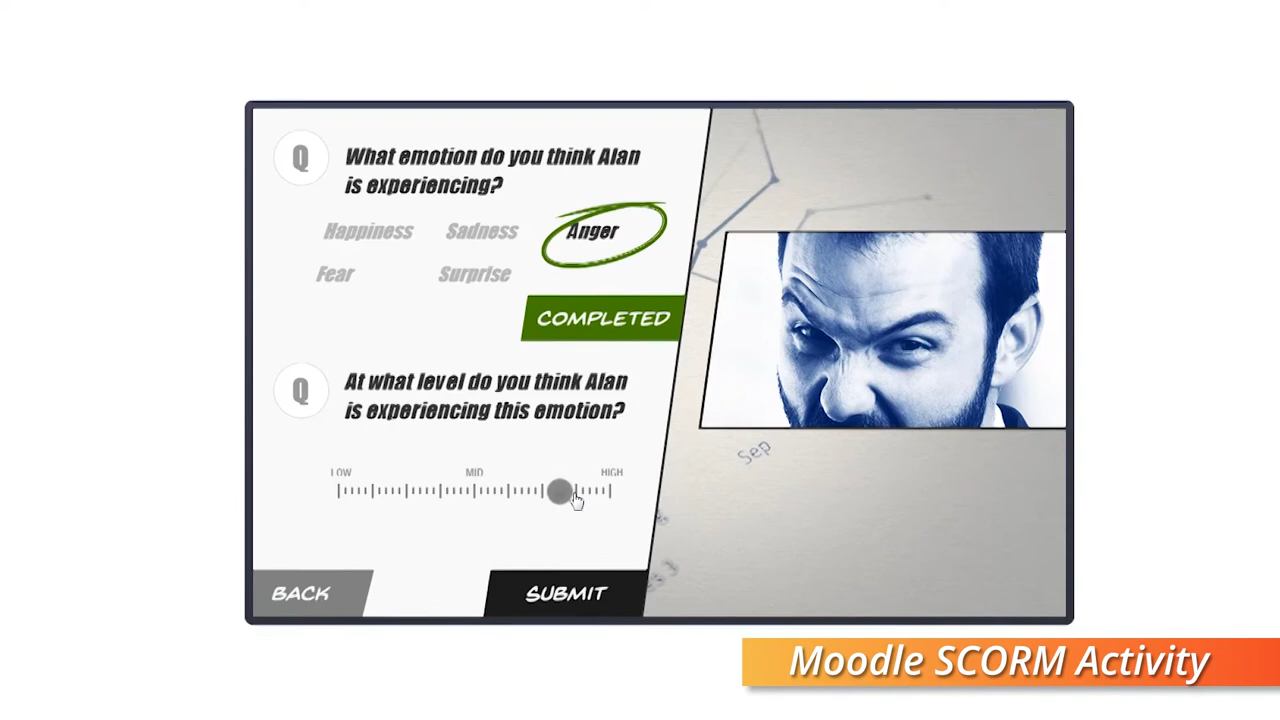 Q
What emotion do you think Alan
is experiencing?
Happiness Sadness Anger
Fear Surprise
COMPLETED
Q
At what level do you think Alan
is experiencing this emotion?
LOW MID HIGH
BACK SUBMIT
Sep
Moodle SCORM Activity